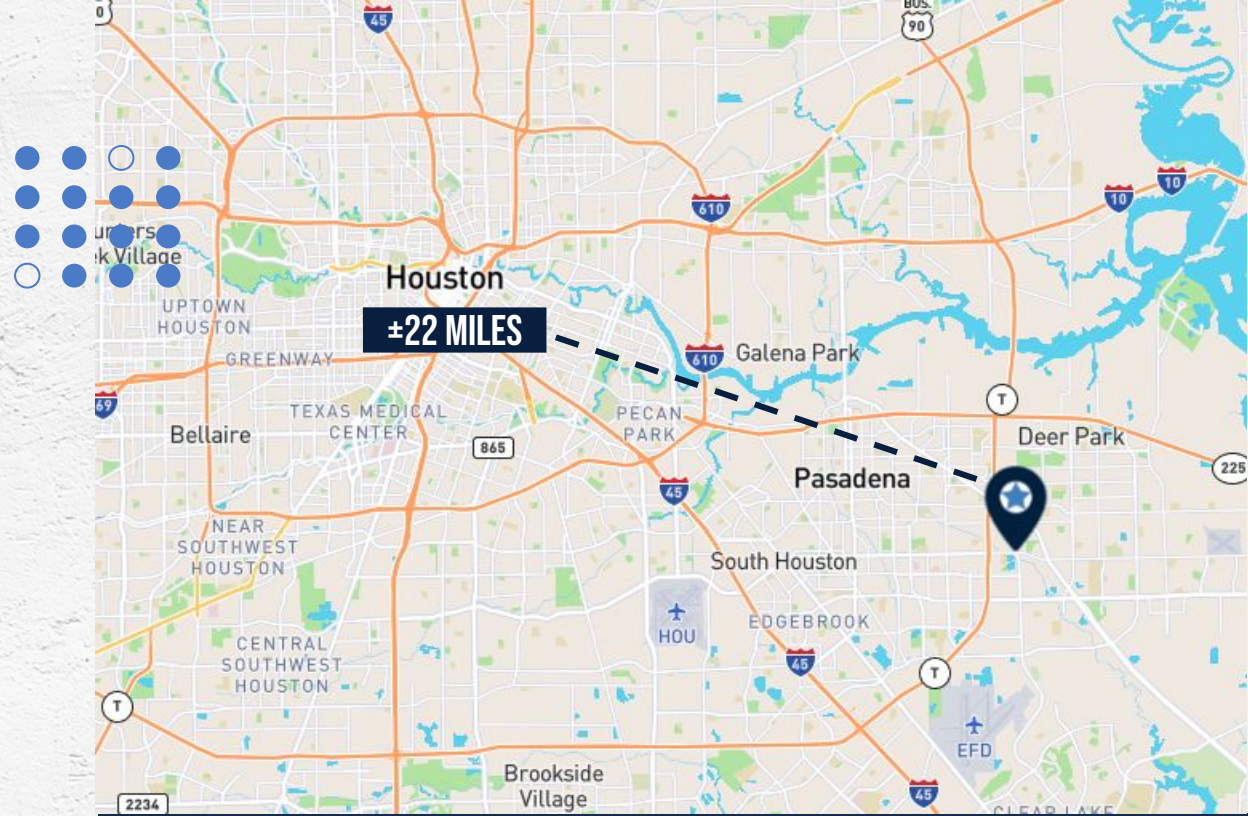 45
BUS.
90
10
10
610
Houston
UPTOWN
HOUSTON
±22 MILES
GREENWAY
610
Galena Park
69
TEXAS MEDICAL
CENTER
PECAN
PARK
T
Bellaire
865
Deer Park
Pasadena
225
45
NEAR
SOUTHWEST
HOUSTON
South Houston
HOU
EDGEBROOK
CENTRAL
SOUTHWEST
HOUSTON
45
T
T
EFD
Brookside
Village
45
2234
CLEAR LAKE